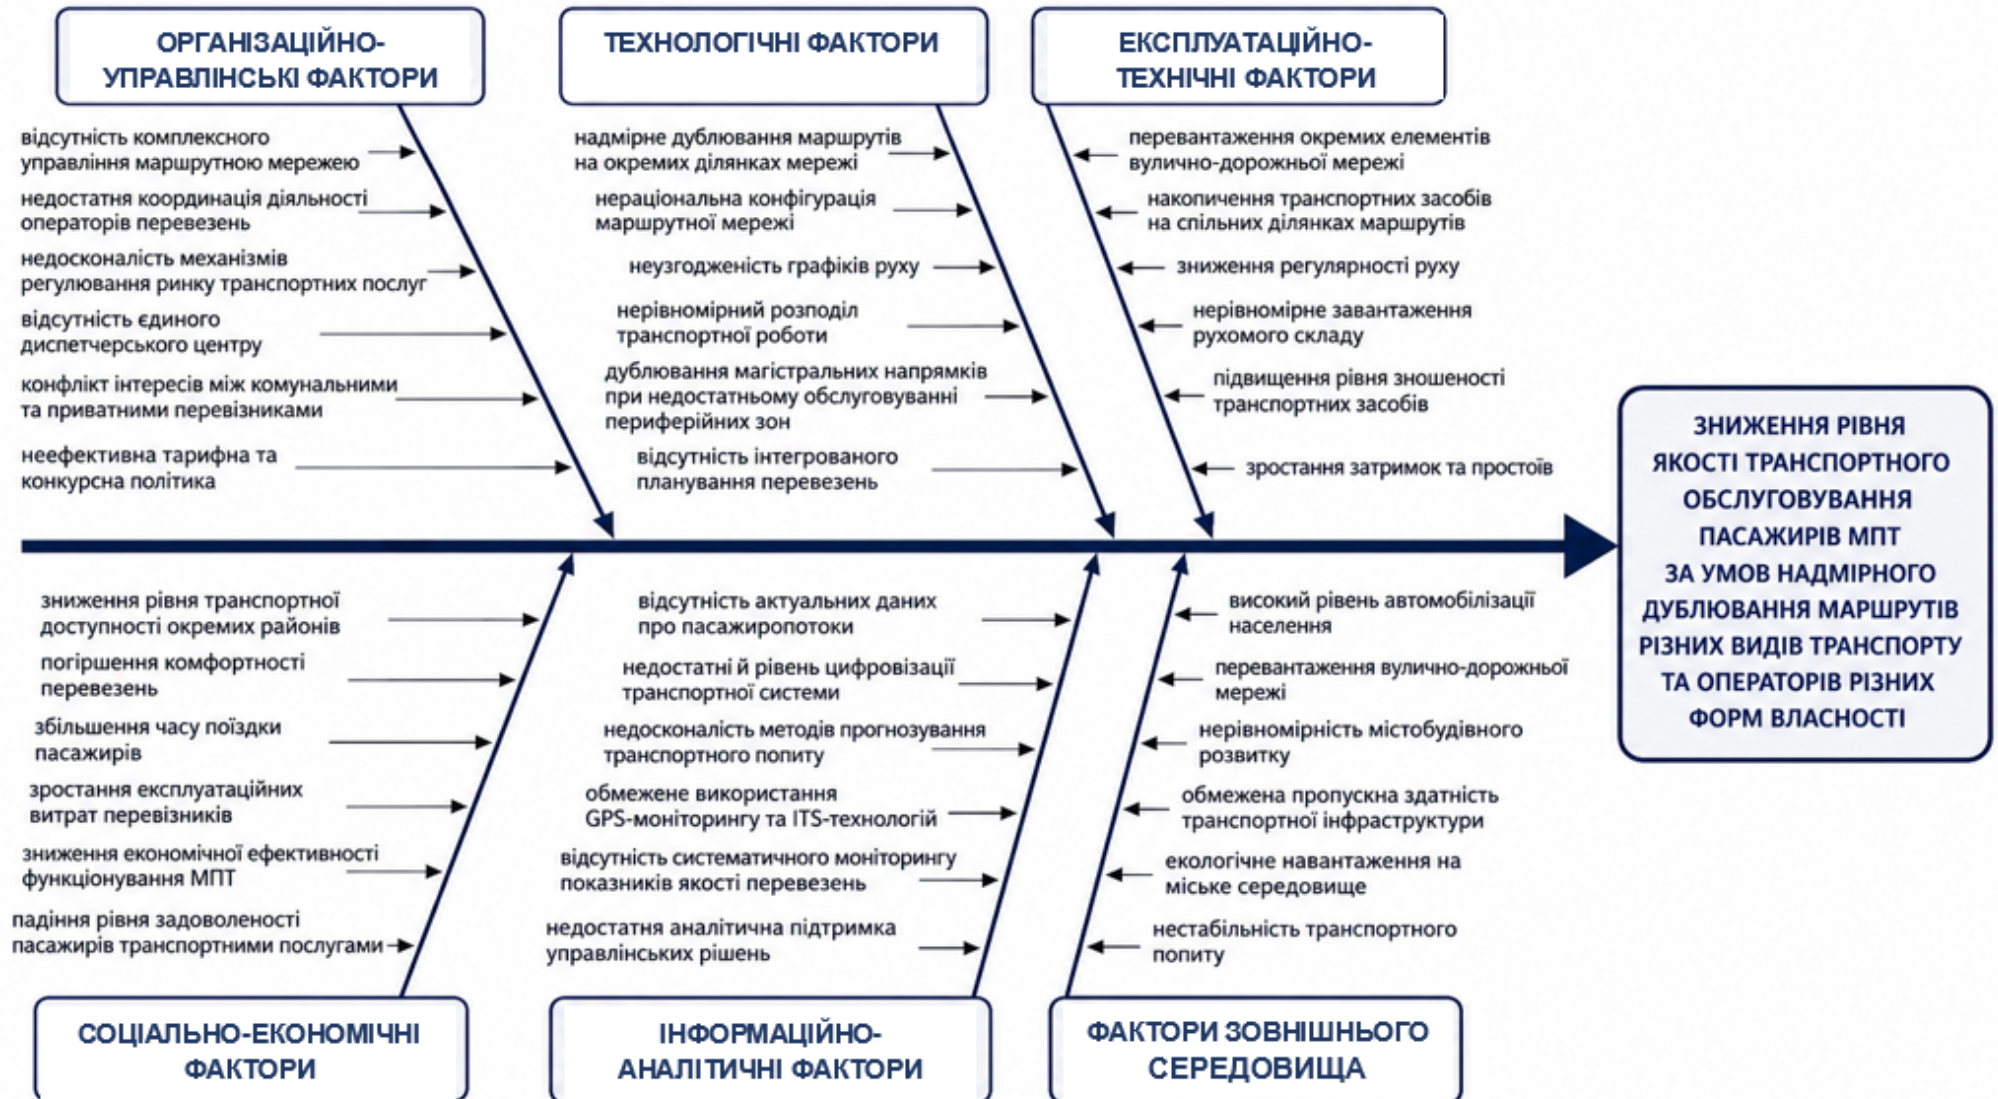 ОРГАНІЗАЦІЙНО-
УПРАВЛІНСЬКІ ФАКТОРИ
відсутність комплексного
управління маршрутною мережею
недостатня координація діяльності
операторів перевезень
недосконалість механізмів
регулювання ринку транспортних послуг
відсутність єдиного
диспетчерського центру
конфлікт інтересів між комунальними
та приватними перевізниками
неефективна тарифна та
конкурсна політика
ТЕХНОЛОГІЧНІ ФАКТОРИ
надмірне дублювання маршрутів
на окремих ділянках мережі
нераціональна конфігурація
маршрутної мережі
неузгодженість графіків руху
нерівномірний розподіл
транспортної роботи
дублювання магістральних напрямків
при недостатньому обслуговуванні
периферійних зон
відсутність інтегрованого
планування перевезень
ЕКСПЛУАТАЦІЙНО-
ТЕХНІЧНІ ФАКТОРИ
перевантаження окремих елементів
вулично-дорожньої мережі
накопичення транспортних засобів
на спільних ділянках маршрутів
зниження регулярності руху
нерівномірне завантаження
рухомого складу
підвищення рівня зношеності
транспортних засобів
зростання затримок та простоїв
ЗНИЖЕННЯ РІВНЯ
ЯКОСТІ ТРАНСПОРТНОГО
ОБСЛУГОВУВАННЯ
ПАСАЖИРІВ МПТ
ЗА УМОВ НАДМІРНОГО
ДУБЛЮВАННЯ МАРШРУТІВ
РІЗНИХ ВИДІВ ТРАНСПОРТУ
ТА ОПЕРАТОРІВ РІЗНИХ
ФОРМ ВЛАСНОСТІ
зниження рівня транспортної
доступності окремих районів
погіршення комфортності
перевезень
збільшення часу поїздки
пасажирів
зростання експлуатаційних
витрат перевізників
зниження економічної ефективності
функціонування МПТ
падіння рівня задоволеності
пасажирів транспортними послугами
СОЦІАЛЬНО-ЕКОНОМІЧНІ
ФАКТОРИ
відсутність актуальних даних
про пасажиропотоки
недостатні й рівень цифровізації
транспортної системи
недосконалість методів прогнозування
транспортного попиту
обмежене використання
GPS-моніторингу та ITS-технологій
відсутність систематичного моніторингу
показників якості перевезень
недостатня аналітична підтримка
управлінських рішень
ІНФОРМАЦІЙНО-
АНАЛІТИЧНІ ФАКТОРИ
високий рівень автомобілізації
населення
перевантаження вулично-дорожньої
мережі
нерівномірність містобудівного
розвитку
обмежена пропускна здатність
транспортної інфраструктури
екологічне навантаження на
міське середовище
нестабільність транспортного
попиту
ФАКТОРИ ЗОВНІШНЬОГО
СЕРЕДОВИЩА